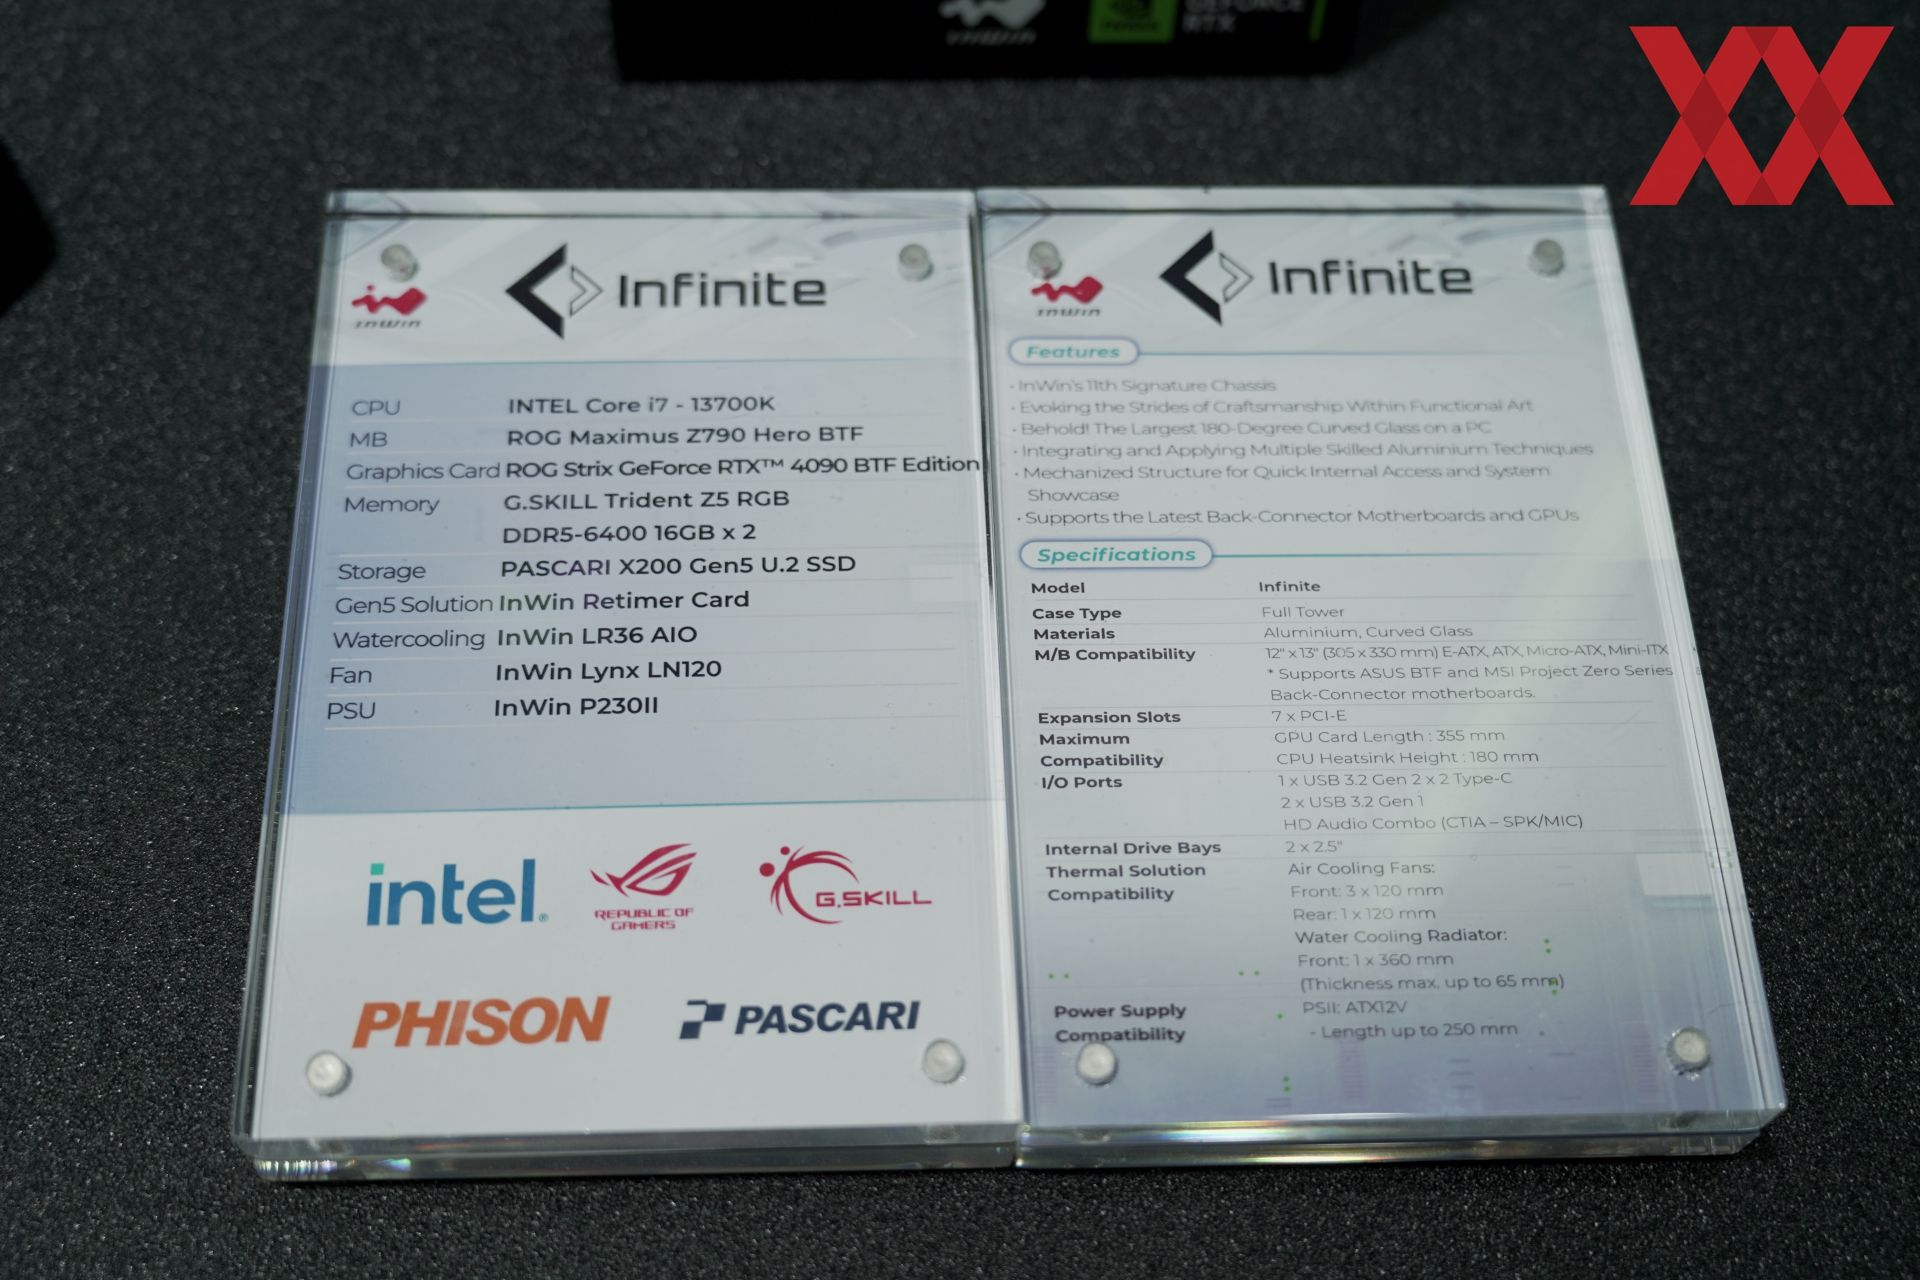 InWin
GEFORCE
RTX
InWin
Infinite
CPU INTEL Core i7 - 13700K
MB ROG Maximus Z790 Hero BTF
Graphics Card ROG Strix GeForce RTX™ 4090 BTF Edition
Memory G.SKILL Trident Z5 RGB
DDR5-6400 16GB x 2
Storage PASCARI X200 Gen5 U.2 SSD
Gen5 Solution InWin Retimer Card
Watercooling InWin LR36 AIO
Fan InWin Lynx LN120
PSU InWin P230II
intel®
REPUBLIC OF
GAMERS
G.SKILL
PHISON
PASCARI
InWin
Infinite
Features
· InWin's 11th Signature Chassis
· Evoking the Strides of Craftsmanship Within Functional Art
· Behold! The Largest 180-Degree Curved Glass on a PC
· Integrating and Applying Multiple Skilled Aluminium Techniques
· Mechanized Structure for Quick Internal Access and System
Showcase
· Supports the Latest Back-Connector Motherboards and GPUs
Specifications
Model Infinite
Case Type Full Tower
Materials Aluminium, Curved Glass
M/B Compatibility 12" x 13" (305 x 330 mm) E-ATX, ATX, Micro-ATX, Mini-ITX
* Supports ASUS BTF and MSI Project Zero Series
Back-Connector motherboards.
Expansion Slots 7 x PCI-E
Maximum GPU Card Length : 355 mm
Compatibility CPU Heatsink Height : 180 mm
I/O Ports 1 x USB 3.2 Gen 2 x 2 Type-C
2 x USB 3.2 Gen 1
HD Audio Combo (CTIA – SPK/MIC)
Internal Drive Bays 2 x 2.5"
Thermal Solution Air Cooling Fans:
Compatibility Front: 3 x 120 mm
Rear: 1 x 120 mm
Water Cooling Radiator:
Front: 1 x 360 mm
(Thickness max. up to 65 mm)
Power Supply PSII: ATX12V
Compatibility - Length up to 250 mm